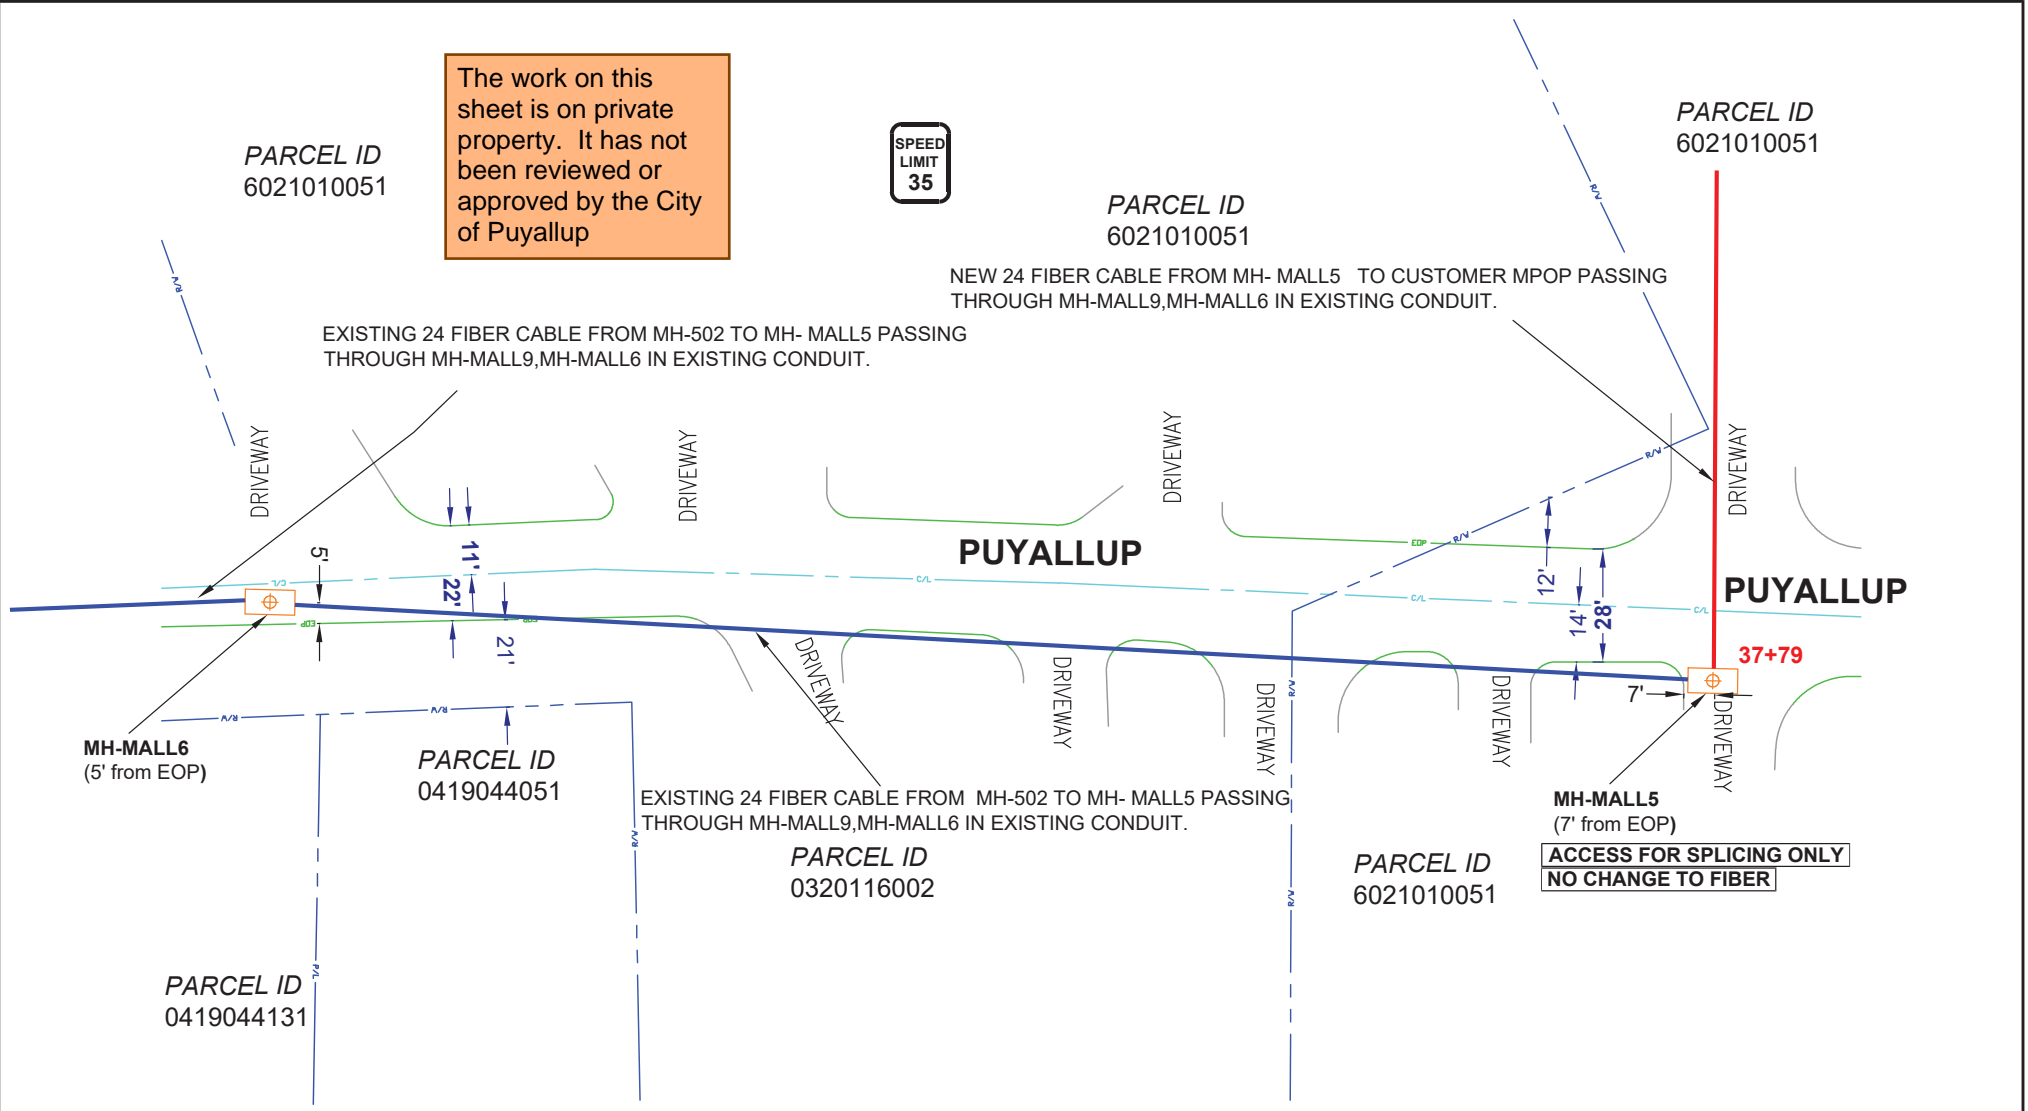 The work on this
sheet is on private
property.  It has not
been reviewed or
approved by the City
of Puyallup
PARCEL ID
6021010051
SPEED
LIMIT
35
PARCEL ID
6021010051
PARCEL ID
6021010051
NEW 24 FIBER CABLE FROM MH- MALL5   TO CUSTOMER MPOP PASSING
THROUGH MH-MALL9,MH-MALL6 IN EXISTING CONDUIT.
EXISTING 24 FIBER CABLE FROM MH-502 TO MH- MALL5 PASSING
THROUGH MH-MALL9,MH-MALL6 IN EXISTING CONDUIT.
R/W
R/W
DRIVEWAY
DRIVEWAY
DRIVEWAY
DRIVEWAY
R/W
R/W
EOP
5'
11'
22'
21'
PUYALLUP
12'
14'
28'
PUYALLUP
C/L
C/L
C/L
C/L
EOP
EOP
37+79
7'
DRIVEWAY
DRIVEWAY
DRIVEWAY
DRIVEWAY
DRIVEWAY
R/W
R/W
R/W
MH-MALL6
(5' from EOP)
PARCEL ID
0419044051
EXISTING 24 FIBER CABLE FROM  MH-502 TO MH- MALL5 PASSING
THROUGH MH-MALL9,MH-MALL6 IN EXISTING CONDUIT.
MH-MALL5
(7' from EOP)
ACCESS FOR SPLICING ONLY
NO CHANGE TO FIBER
R/W
PARCEL ID
0320116002
PARCEL ID
6021010051
R/W
P/L
PARCEL ID
0419044131